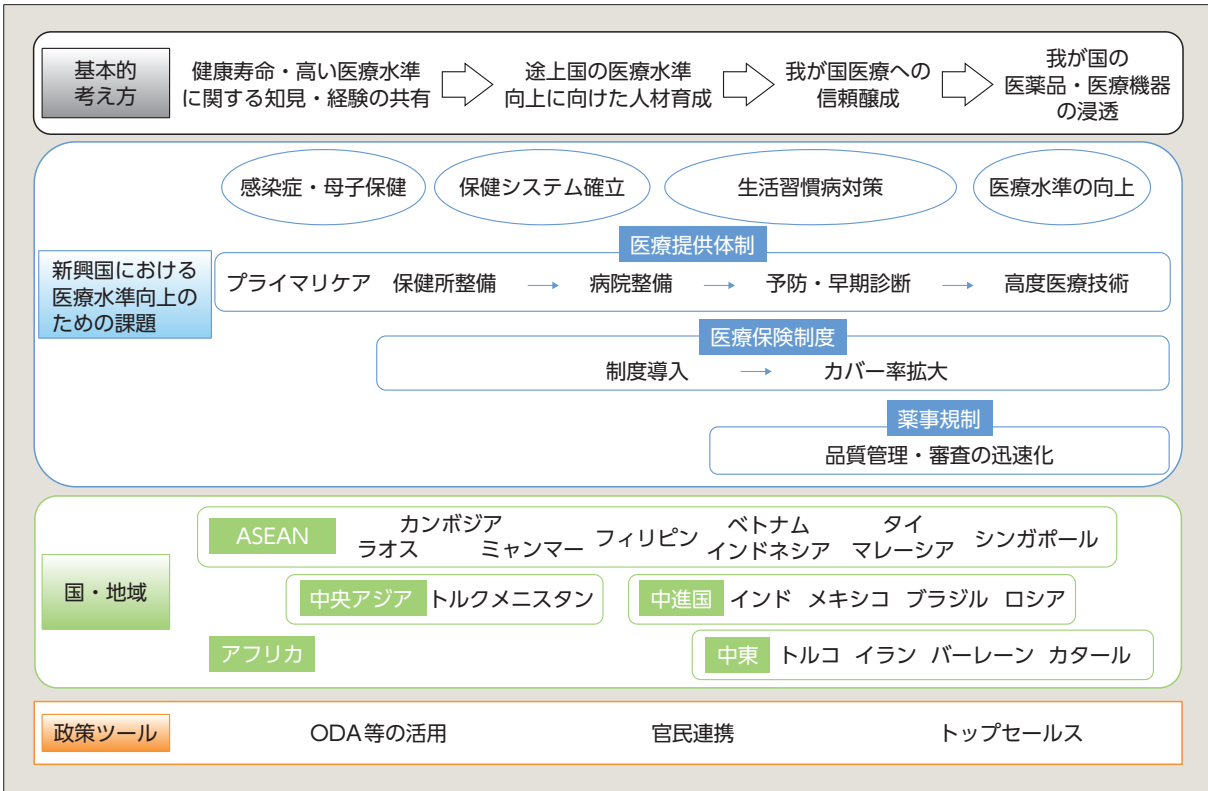 基本的
考え方
健康寿命・高い医療水準
に関する知見・経験の共有
途上国の医療水準
向上に向けた人材育成
我が国医療への
信頼醸成
我が国の
医薬品・医療機器
の浸透
新興国における
医療水準向上の
ための課題
感染症・母子保健
保健システム確立
生活習慣病対策
医療水準の向上
医療提供体制
プライマリケア 保健所整備 → 病院整備 → 予防・早期診断 → 高度医療技術
医療保険制度
制度導入 → カバー率拡大
薬事規制
品質管理・審査の迅速化
国・地域
ASEAN
カンボジア
ラオス ミャンマー
フィリピン
ベトナム
インドネシア
タイ
マレーシア
シンガポール
中央アジア トルクメニスタン
中進国 インド メキシコ ブラジル ロシア
アフリカ
中東 トルコ イラン バーレーン カタール
政策ツール
ODA等の活用
官民連携
トップセールス